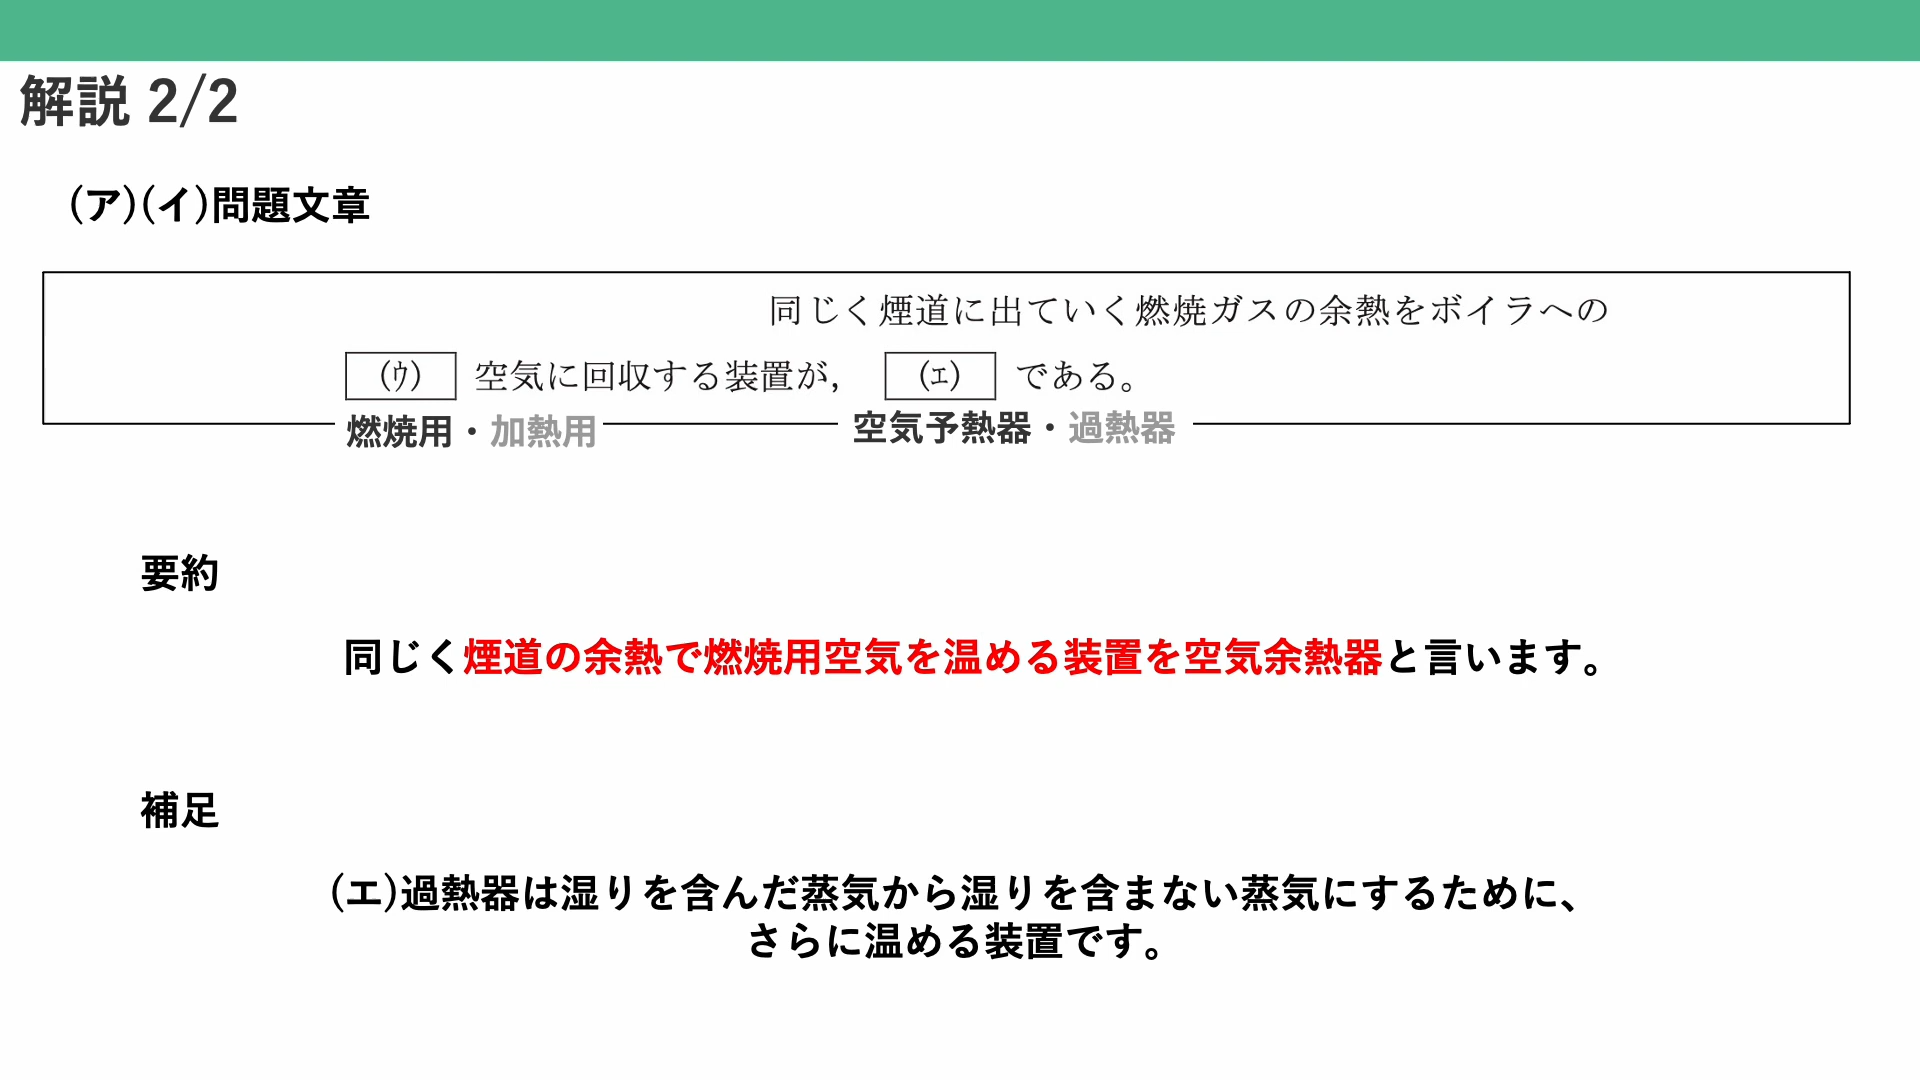 解説 2/2
(ア)(イ)問題文章
同じく煙道に出ていく燃焼ガスの余熱をボイラへの
(ウ) 空気に回収する装置が, (エ) である。
燃焼用・加熱用 空気予熱器・過熱器
要約
同じく煙道の余熱で燃焼用空気を温める装置を空気余熱器と言います。
補足
(エ)過熱器は湿りを含んだ蒸気から湿りを含まない蒸気にするために、
さらに温める装置です。